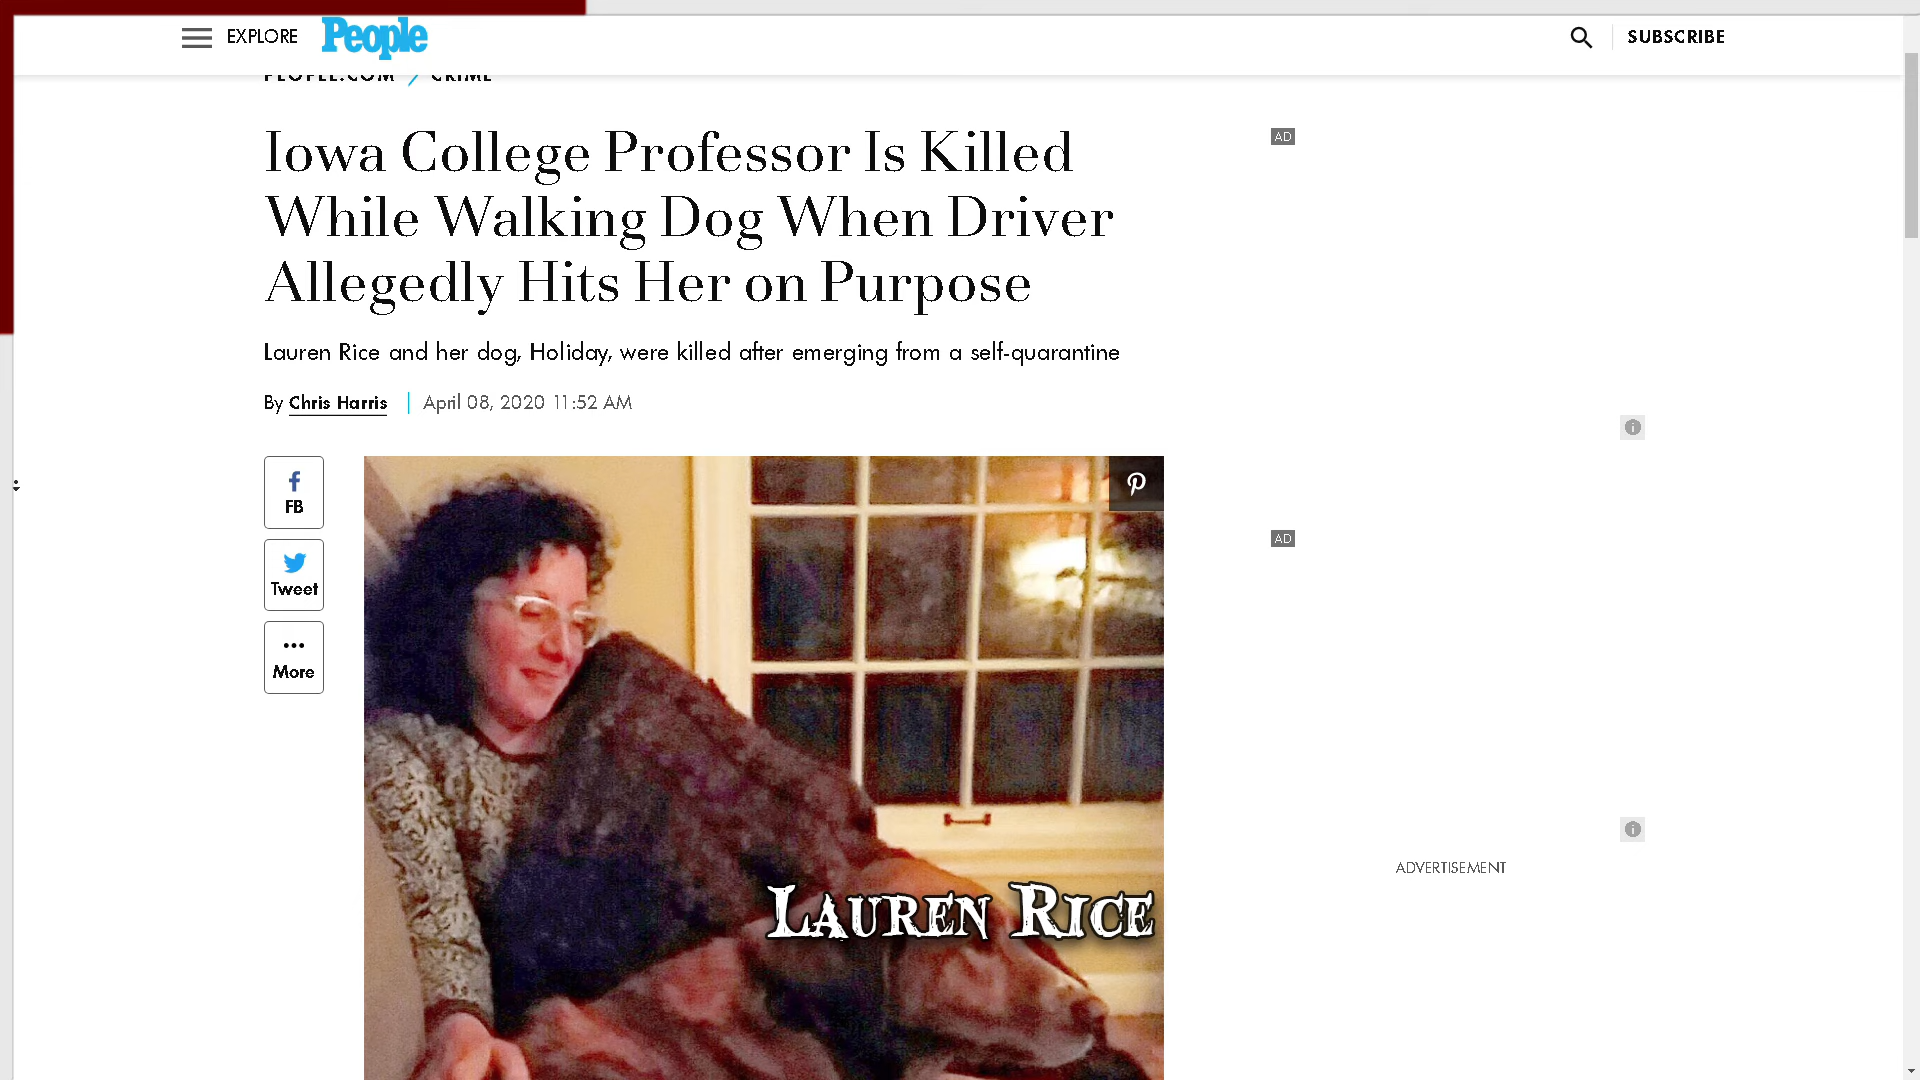 EXPLORE People SUBSCRIBE
PEOPLE.COM / CRIME
Iowa College Professor Is Killed
While Walking Dog When Driver
Allegedly Hits Her on Purpose
Lauren Rice and her dog, Holiday, were killed after emerging from a self-quarantine
By Chris Harris | April 08, 2020 11:52 AM
FB
Tweet
More
LAUREN RICE
AD
AD
ADVERTISEMENT